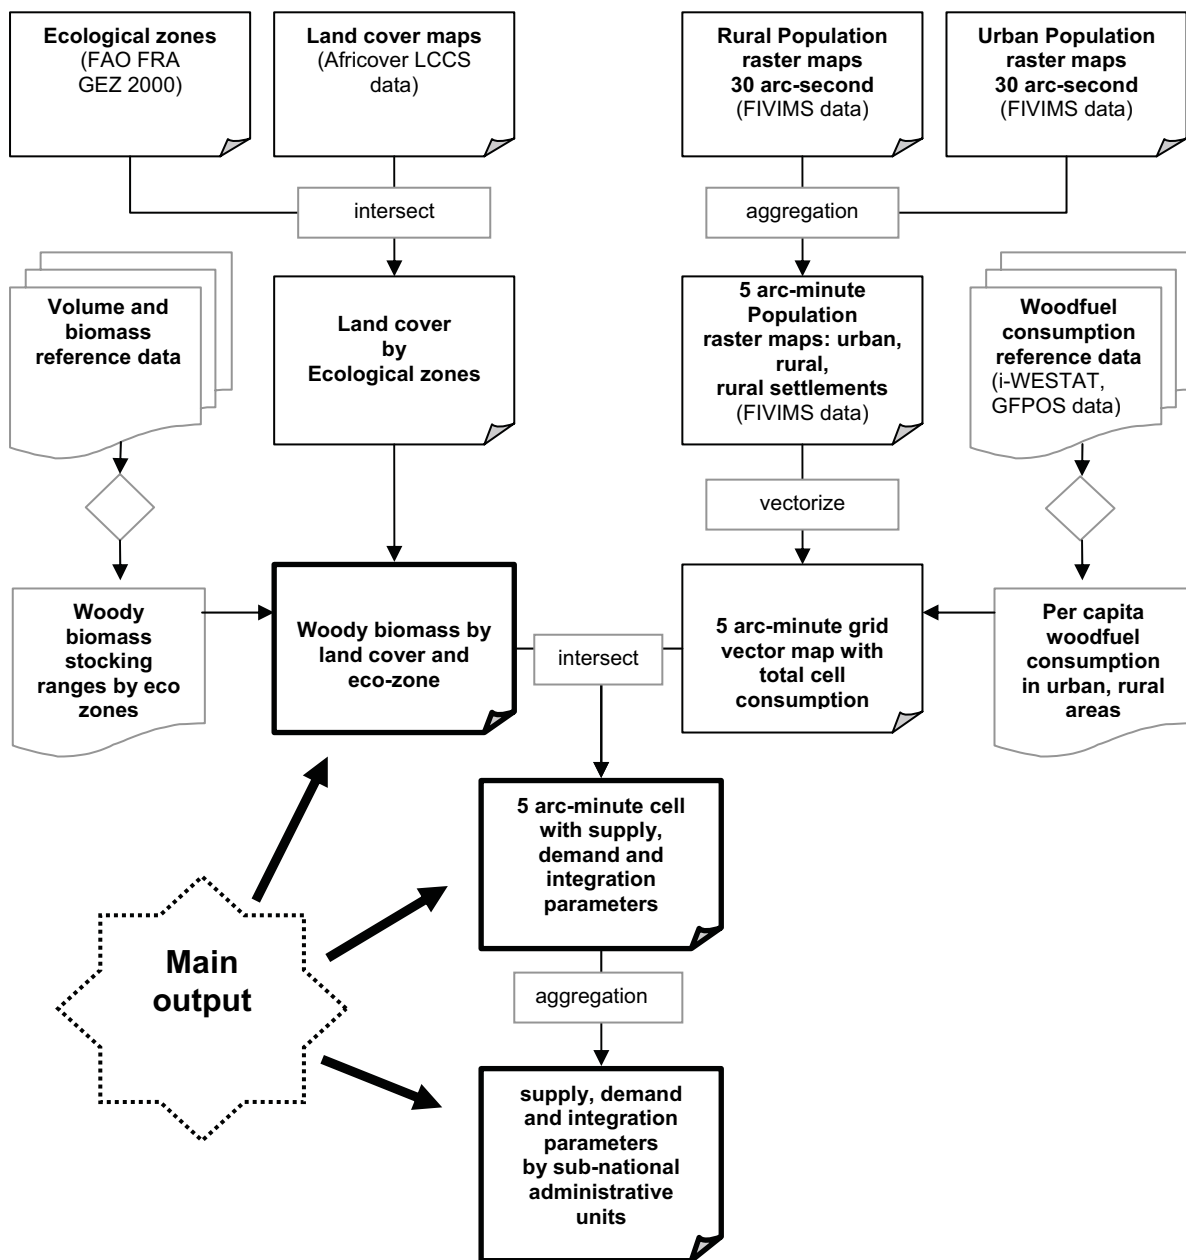 Ecological zones
(FAO FRA
GEZ 2000)
Land cover maps
(Africover LCCS
data)
Rural Population
raster maps
30 arc-second
(FIVIMS data)
Urban Population
raster maps
30 arc-second
(FIVIMS data)
intersect
aggregation
Volume and
biomass
reference data
Land cover
by
Ecological zones
5 arc-minute
Population
raster maps: urban,
rural,
rural settlements
(FIVIMS data)
Woodfuel
consumption
reference data
(i-WESTAT,
GFPOS data)
vectorize
Woody
biomass
stocking
ranges by eco
zones
Woody biomass by
land cover and
eco-zone
intersect
5 arc-minute grid
vector map with
total cell
consumption
Per capita
woodfuel
consumption
in urban, rural
areas
5 arc-minute cell
with supply,
demand and
integration
parameters
Main
output
aggregation
supply, demand
and integration
parameters
by sub-national
administrative
units